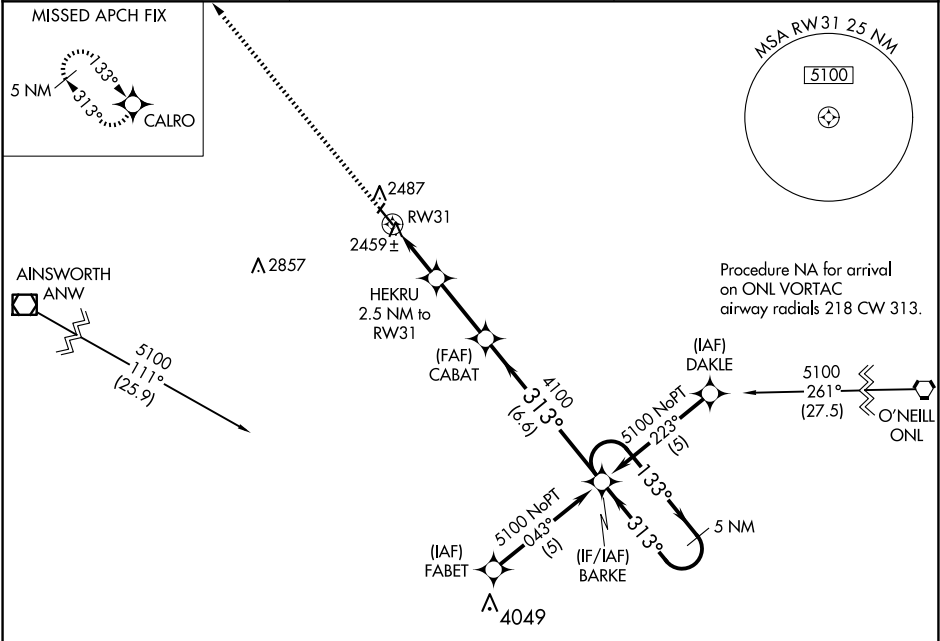 MISSED APCH FIX
5 NM
133°
313°
CALRO
MSA RW31 25 NM
5100
2487
RW31
2459±
2857
AINSWORTH
ANW
5100
111°
(25.9)
HEKRU
2.5 NM to
RW31
(FAF)
CABAT
4100
313°
(6.6)
Procedure NA for arrival
on ONL VORTAC
airway radials 218 CW 313.
(IAF)
DAKLE
5100
261°
(27.5)
O'NEILL
ONL
5100 NoPT
223°
(5)
133°
313°
5 NM
5100 NoPT
043°
(5)
(IAF)
FABET
(IF/IAF)
BARKE
4049